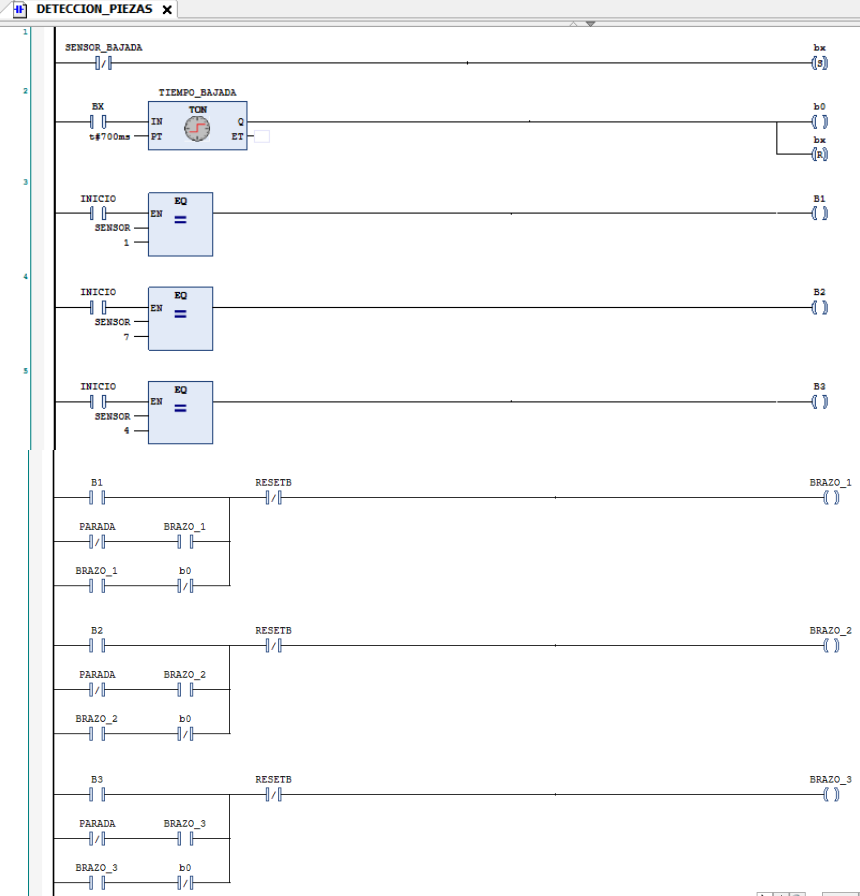 DETECCION_PIEZAS
1
SENSOR_BAJADA
bx
S
2
TIEMPO_BAJADA
BX
TON
b0
IN
Q
t#700ms
PT
ET
bx
R
3
INICIO
EQ
B1
EN
=
SENSOR
1
4
INICIO
EQ
B2
EN
=
SENSOR
7
5
INICIO
EQ
B3
EN
=
SENSOR
4
B1
RESETB
BRAZO_1
PARADA
BRAZO_1
BRAZO_1
b0
B2
RESETB
BRAZO_2
PARADA
BRAZO_2
BRAZO_2
b0
B3
RESETB
BRAZO_3
PARADA
BRAZO_3
BRAZO_3
b0